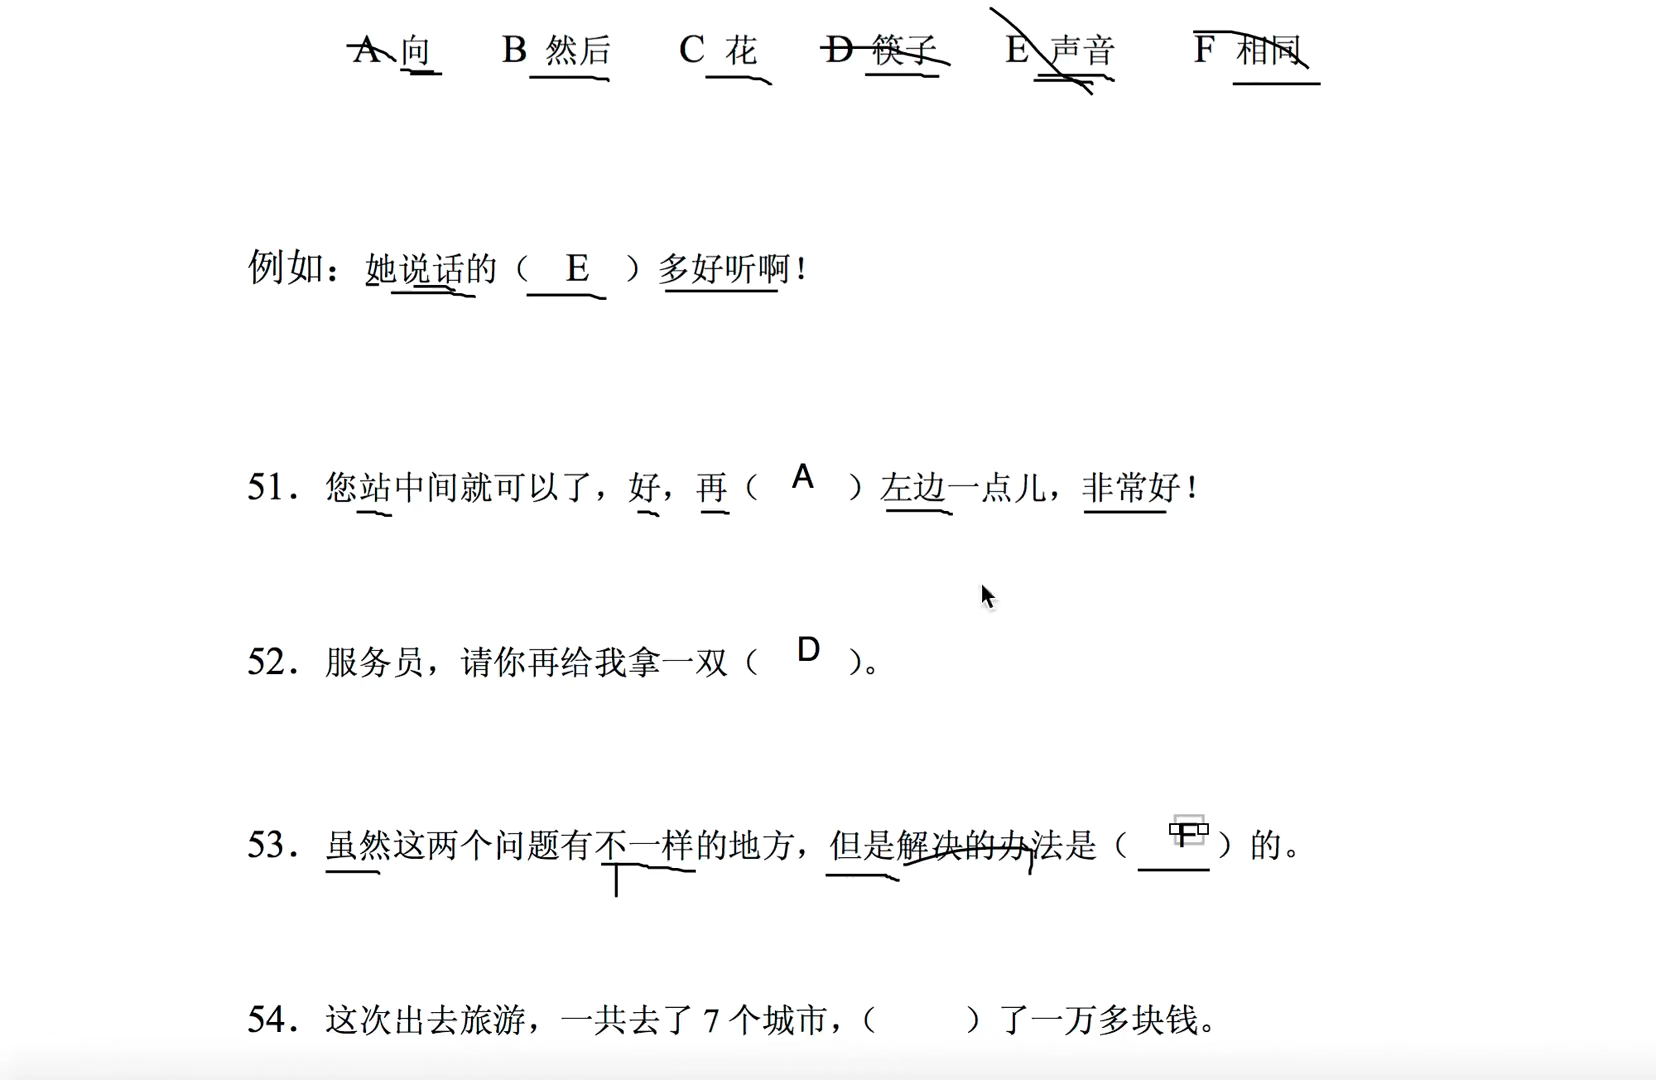 A 向 B 然后 C 花 D 筷子 E 声音 F 相同
例如：她说话的（ E ）多好听啊！
51．您站中间就可以了，好，再（ A ）左边一点儿，非常好！
52．服务员，请你再给我拿一双（ D ）。
53．虽然这两个问题有不一样的地方，但是解决的办法是（ F ）的。
54．这次出去旅游，一共去了 7 个城市，（ ）了一万多块钱。